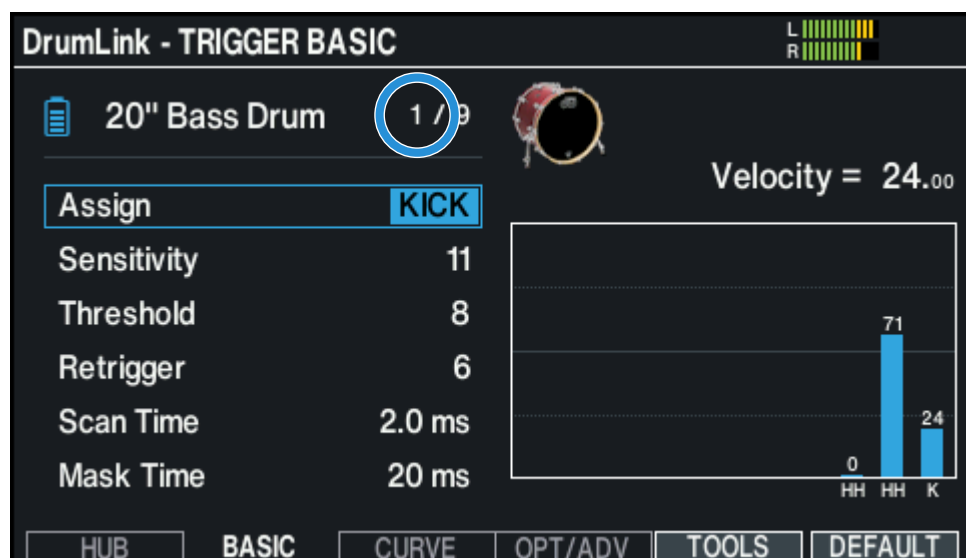 DrumLink - TRIGGER BASIC
L
R
20" Bass Drum 1 / 9
Velocity = 24.00
Assign KICK
Sensitivity 11
Threshold 8
Retrigger 6
Scan Time 2.0 ms
Mask Time 20 ms
71
24
0
HH HH K
HUB BASIC CURVE OPT/ADV TOOLS DEFAULT